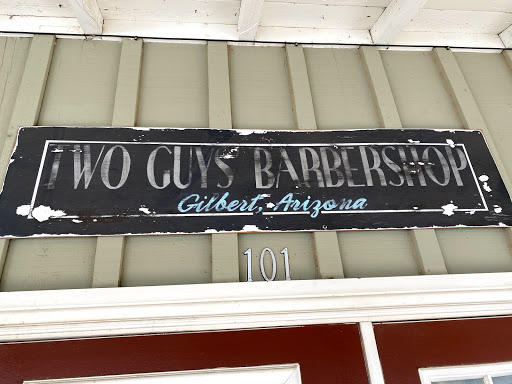 TWO GUYS BARBERSHOP
Gilbert, Arizona
101